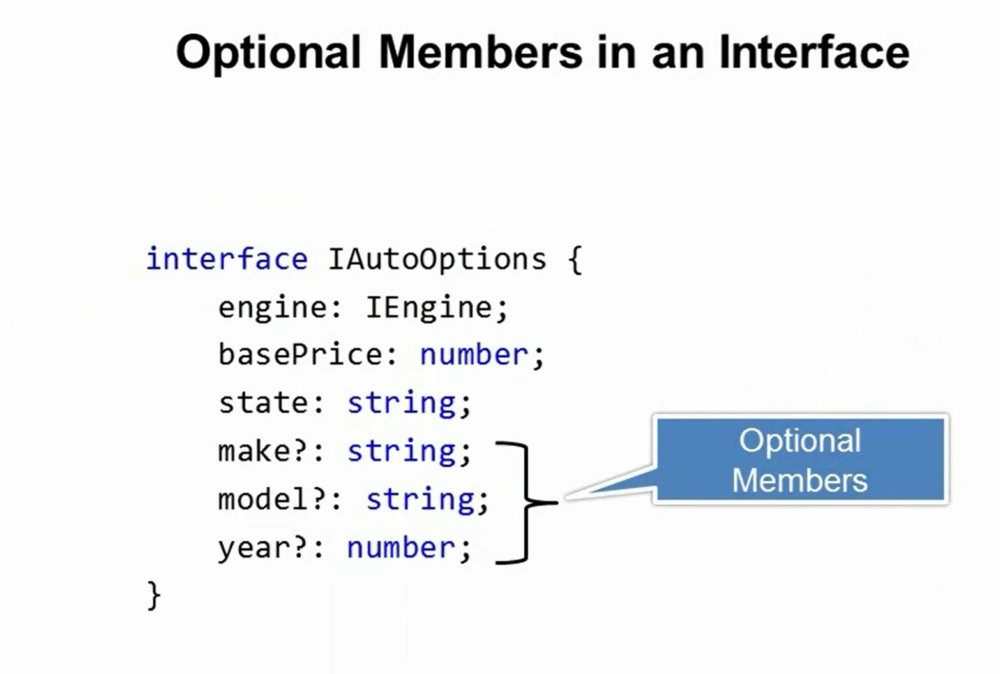 Optional Members in an Interface
interface IAutoOptions {
engine: IEngine;
basePrice: number;
state: string;
make?: string;
model?: string;
year?: number;
}
Optional
Members